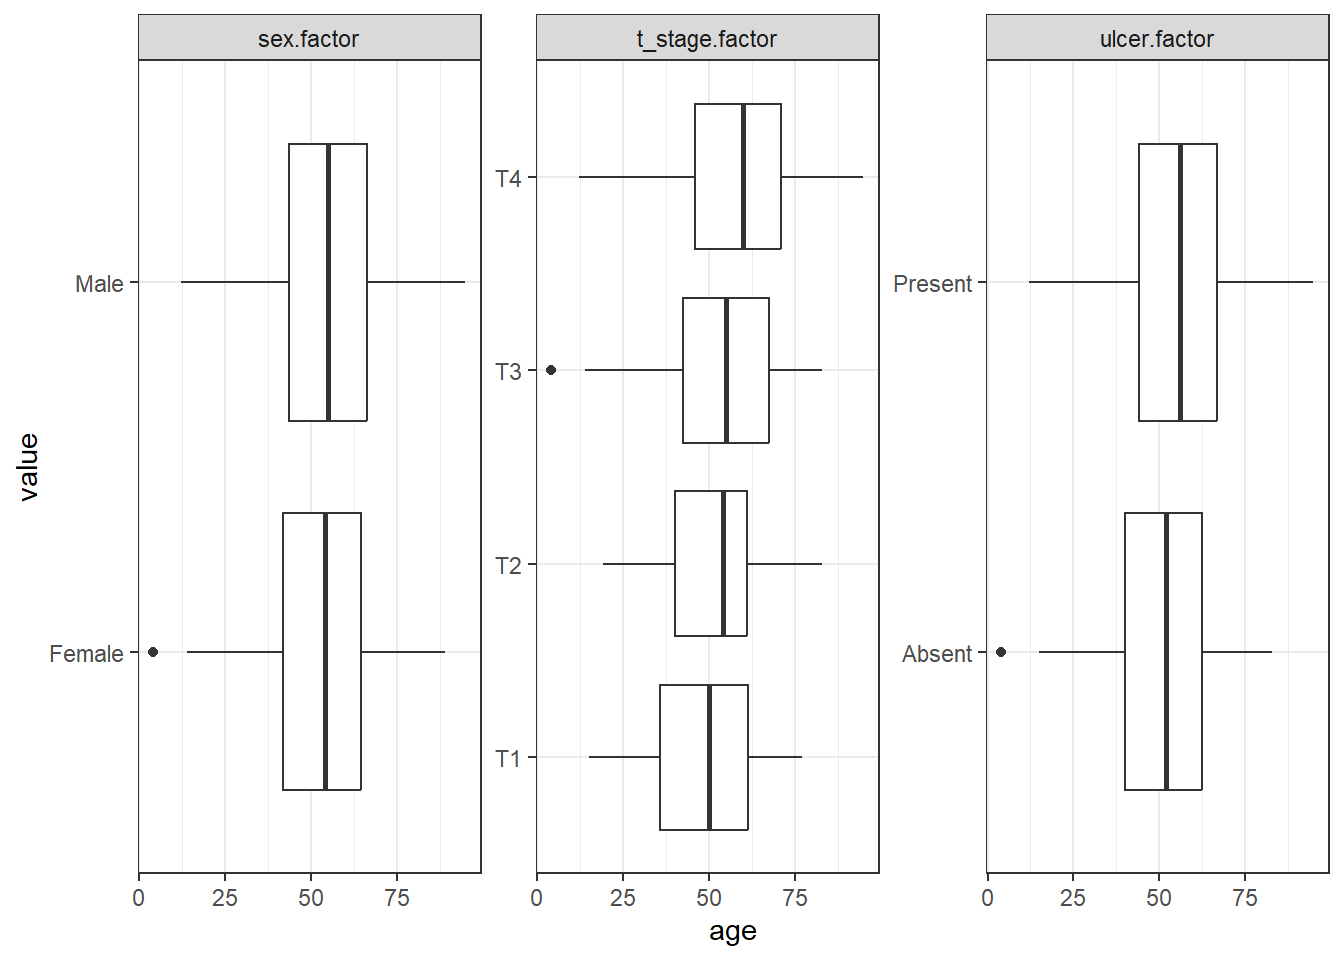 sex.factor
t_stage.factor
ulcer.factor
value
Male
Female
T4
T3
T2
T1
Present
Absent
0 25 50 75
0 25 50 75
0 25 50 75
age